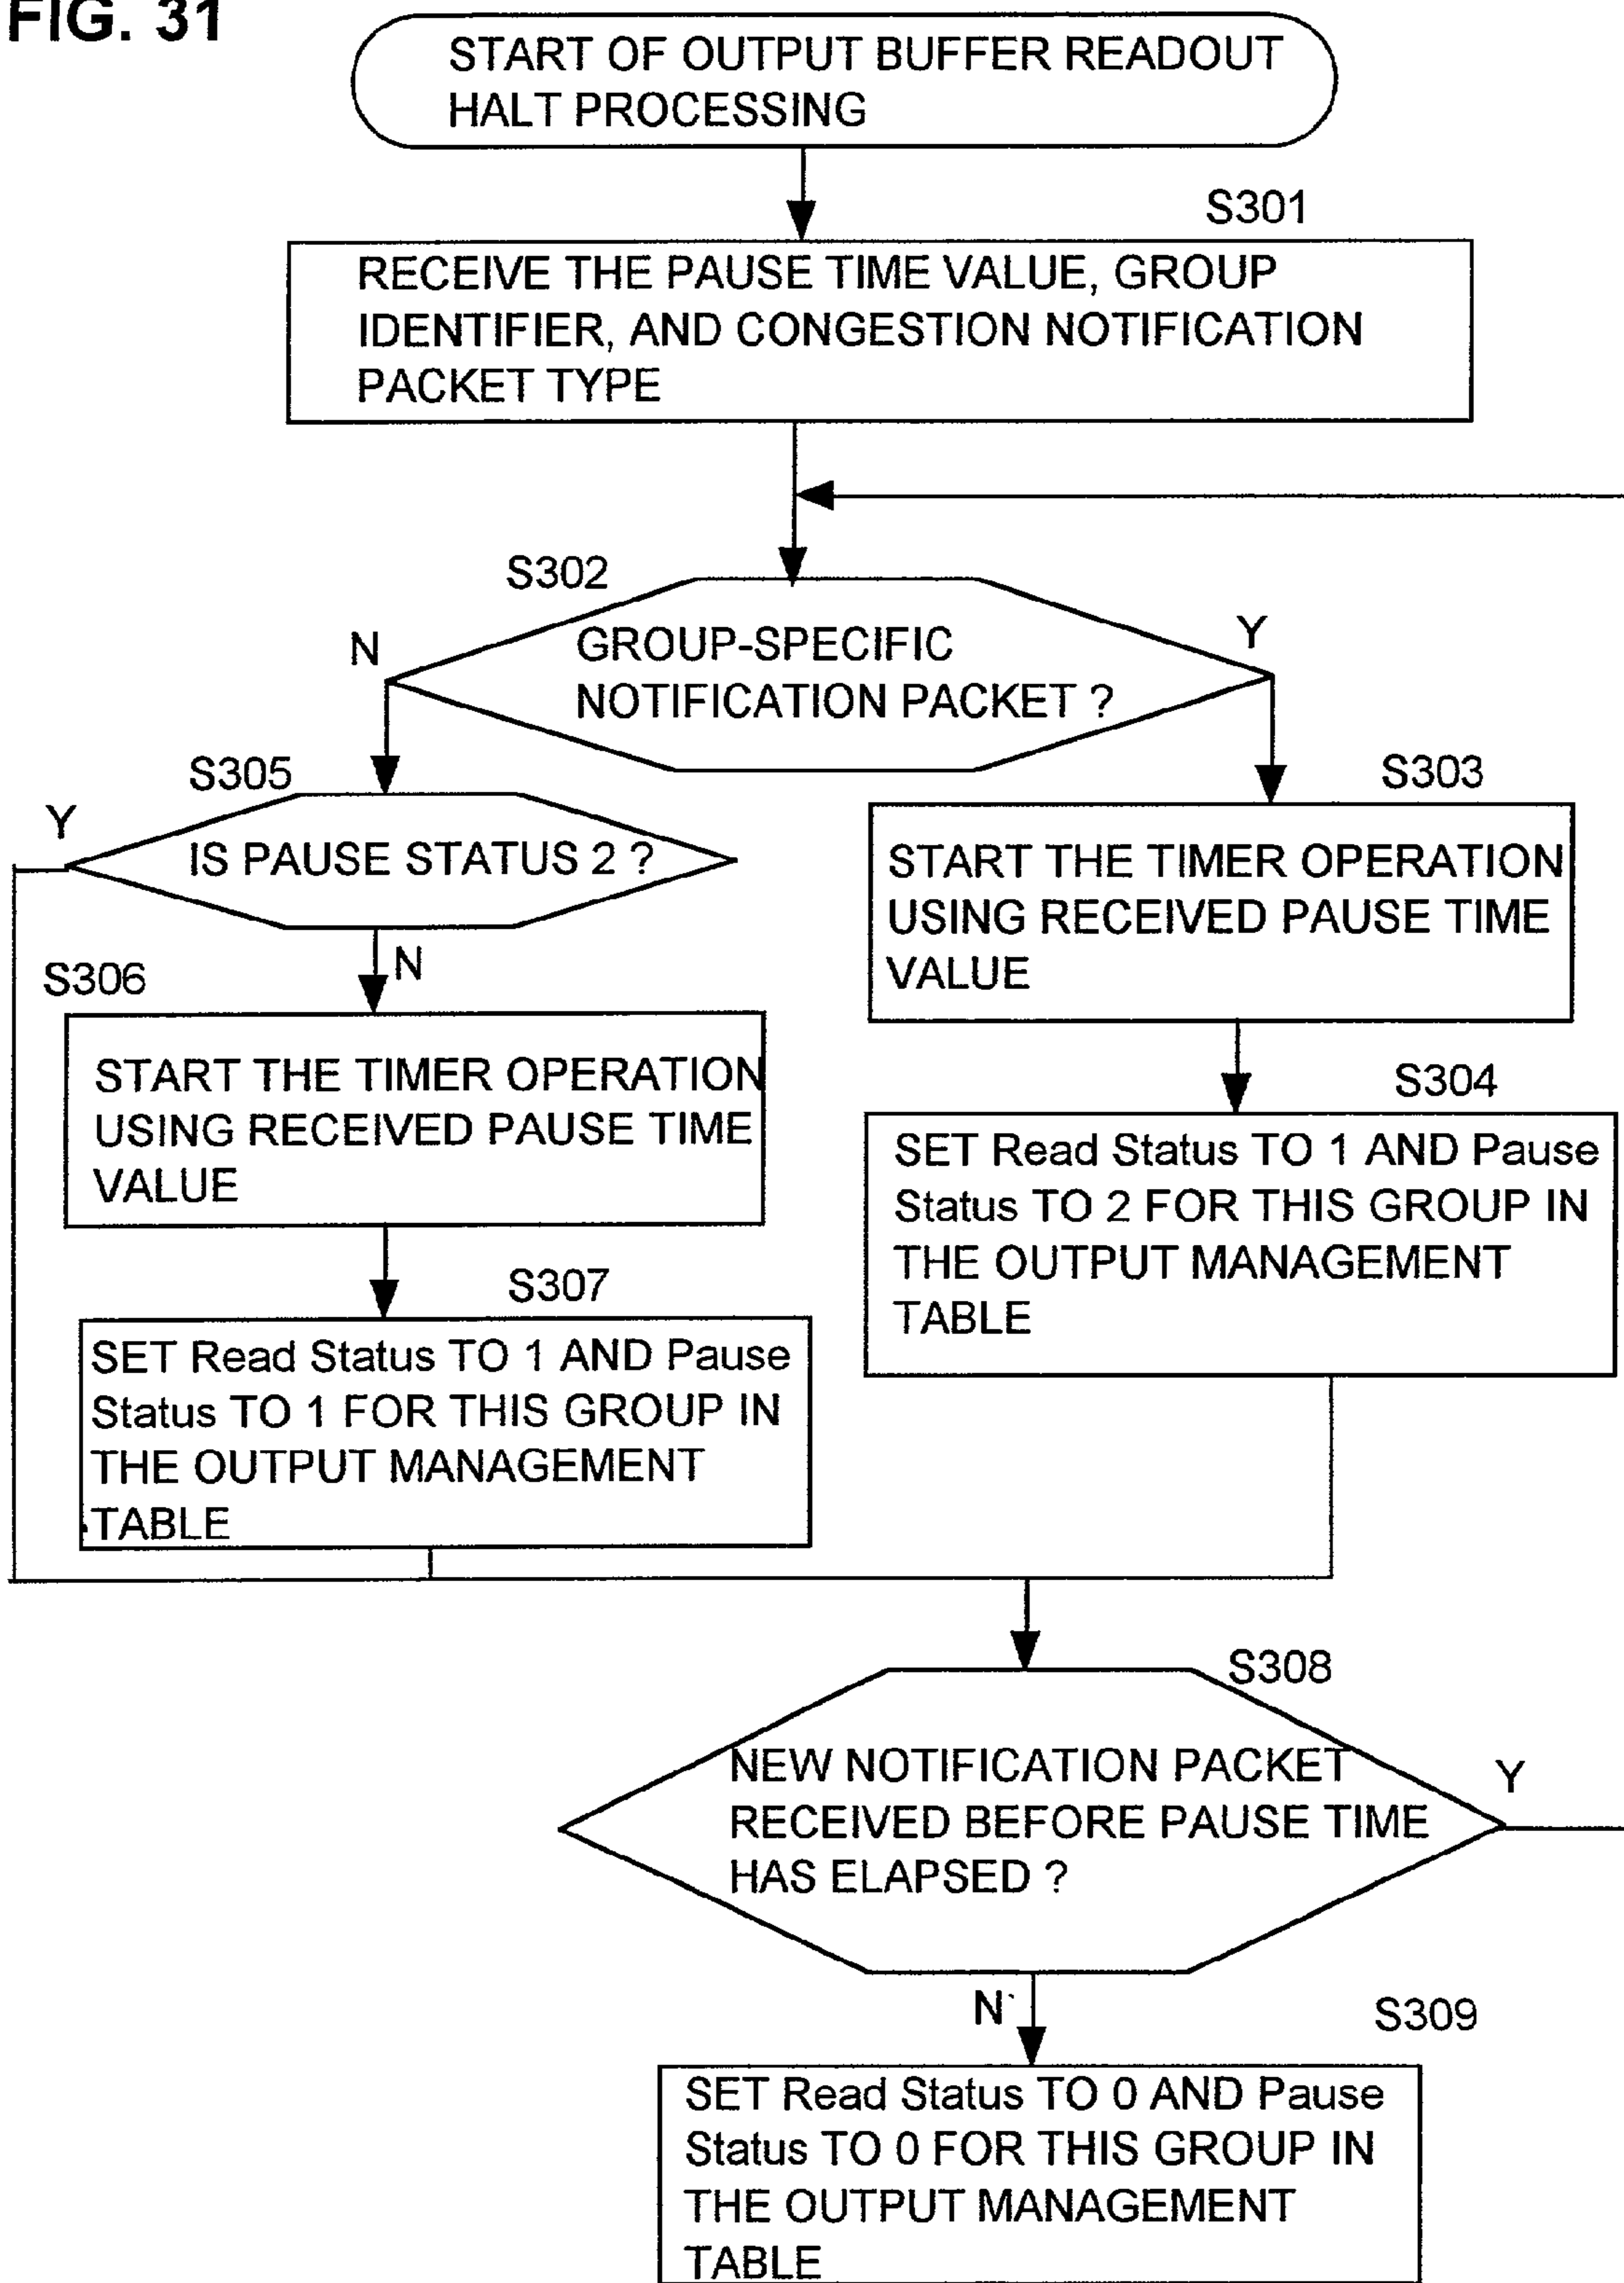 FIG. 31
START OF OUTPUT BUFFER READOUT
HALT PROCESSING
S301
RECEIVE THE PAUSE TIME VALUE, GROUP
IDENTIFIER, AND CONGESTION NOTIFICATION
PACKET TYPE
S302
N
GROUP-SPECIFIC
NOTIFICATION PACKET ?
Y
S305
Y
IS PAUSE STATUS 2 ?
N
S303
START THE TIMER OPERATION
USING RECEIVED PAUSE TIME
VALUE
S306
START THE TIMER OPERATION
USING RECEIVED PAUSE TIME
VALUE
S304
SET Read Status TO 1 AND Pause
Status TO 2 FOR THIS GROUP IN
THE OUTPUT MANAGEMENT
TABLE
S307
SET Read Status TO 1 AND Pause
Status TO 1 FOR THIS GROUP IN
THE OUTPUT MANAGEMENT
TABLE
S308
NEW NOTIFICATION PACKET
RECEIVED BEFORE PAUSE TIME
HAS ELAPSED ?
Y
N
S309
SET Read Status TO 0 AND Pause
Status TO 0 FOR THIS GROUP IN
THE OUTPUT MANAGEMENT
TABLE